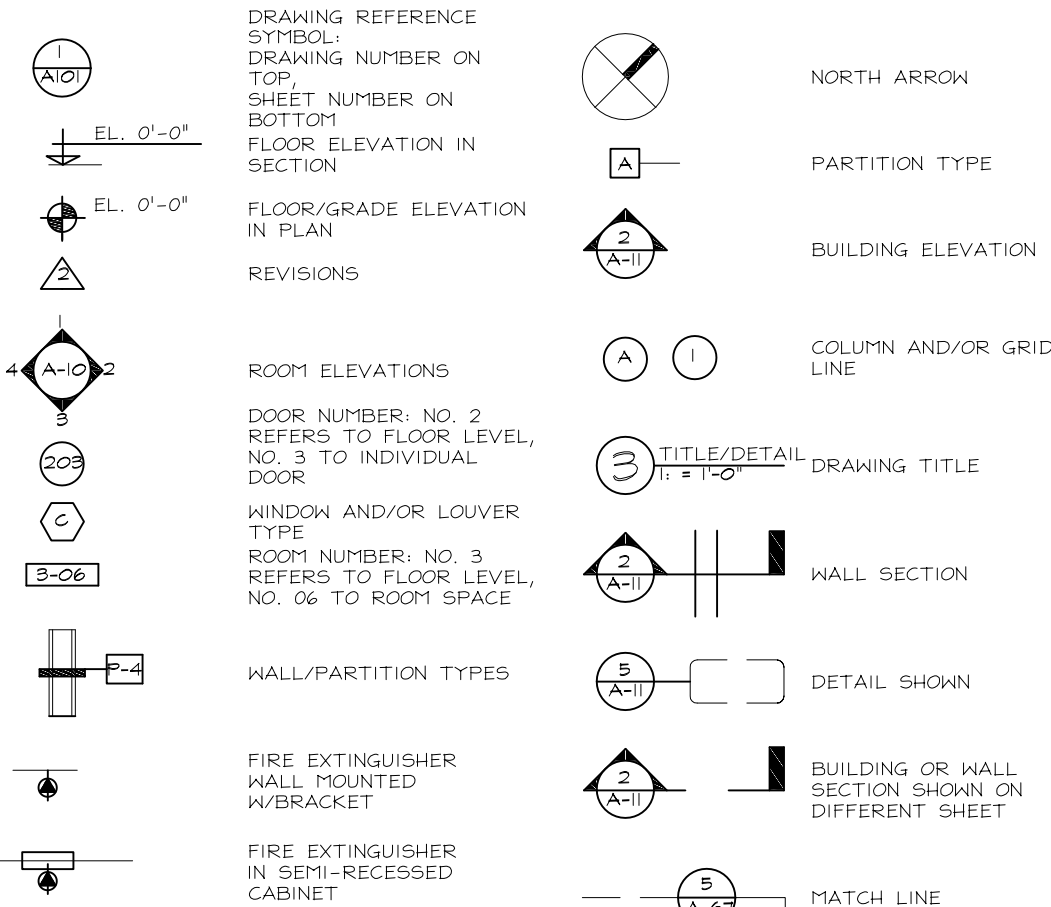 1
A101
DRAWING REFERENCE
SYMBOL:
DRAWING NUMBER ON
TOP,
SHEET NUMBER ON
BOTTOM
EL. 0'-0"
FLOOR ELEVATION IN
SECTION
EL. 0'-0"
FLOOR/GRADE ELEVATION
IN PLAN
2
REVISIONS
1
4 A-10 2
3
ROOM ELEVATIONS
203
DOOR NUMBER: NO. 2
REFERS TO FLOOR LEVEL,
NO. 3 TO INDIVIDUAL
DOOR
C
WINDOW AND/OR LOUVER
TYPE
3-06
ROOM NUMBER: NO. 3
REFERS TO FLOOR LEVEL,
NO. 06 TO ROOM SPACE
P-4
WALL/PARTITION TYPES
FIRE EXTINGUISHER
WALL MOUNTED
W/BRACKET
FIRE EXTINGUISHER
IN SEMI-RECESSED
CABINET
NORTH ARROW
A
PARTITION TYPE
2
A-11
BUILDING ELEVATION
A 1
COLUMN AND/OR GRID
LINE
3
TITLE/DETAIL
1: = 1'-0"
DRAWING TITLE
2
A-11
WALL SECTION
5
A-11
DETAIL SHOWN
2
A-11
BUILDING OR WALL
SECTION SHOWN ON
DIFFERENT SHEET
5
MATCH LINE